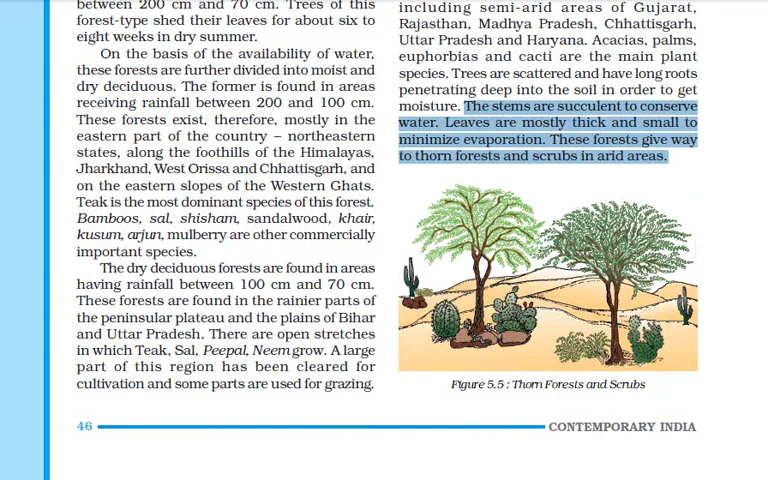 between 200 cm and 70 cm. Trees of this
forest-type shed their leaves for about six to
eight weeks in dry summer.
On the basis of the availability of water,
these forests are further divided into moist and
dry deciduous. The former is found in areas
receiving rainfall between 200 and 100 cm.
These forests exist, therefore, mostly in the
eastern part of the country – northeastern
states, along the foothills of the Himalayas,
Jharkhand, West Orissa and Chhattisgarh, and
on the eastern slopes of the Western Ghats.
Teak is the most dominant species of this forest.
Bamboos, sal, shisham, sandalwood, khair,
kusum, arjun, mulberry are other commercially
important species.
The dry deciduous forests are found in areas
having rainfall between 100 cm and 70 cm.
These forests are found in the rainier parts of
the peninsular plateau and the plains of Bihar
and Uttar Pradesh. There are open stretches
in which Teak, Sal, Peepal, Neem grow. A large
part of this region has been cleared for
cultivation and some parts are used for grazing.
including semi-arid areas of Gujarat,
Rajasthan, Madhya Pradesh, Chhattisgarh,
Uttar Pradesh and Haryana. Acacias, palms,
euphorbias and cacti are the main plant
species. Trees are scattered and have long roots
penetrating deep into the soil in order to get
moisture. The stems are succulent to conserve
water. Leaves are mostly thick and small to
minimize evaporation. These forests give way
to thorn forests and scrubs in arid areas.
Figure 5.5 : Thorn Forests and Scrubs
46 CONTEMPORARY INDIA